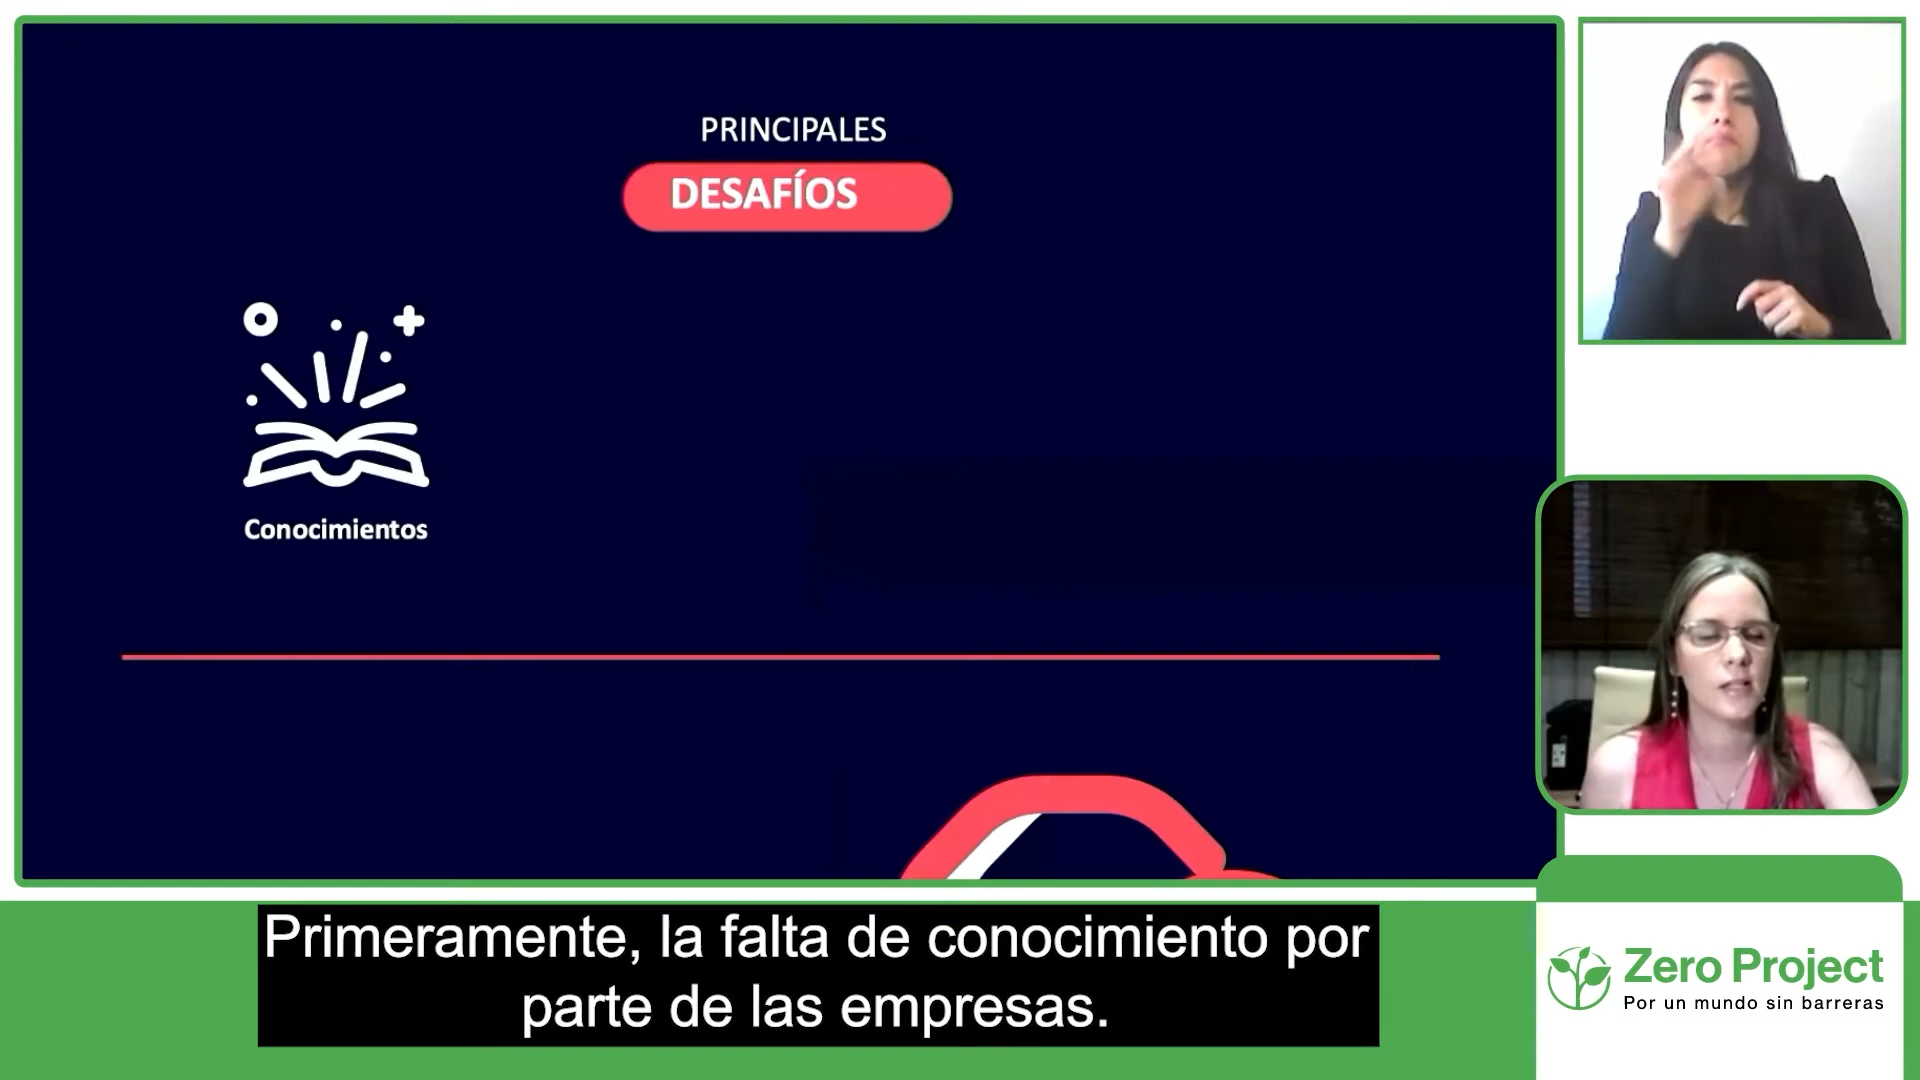 PRINCIPALES
DESAFÍOS
Conocimientos
Primeramente, la falta de conocimiento por
parte de las empresas.
Zero Project
Por un mundo sin barreras